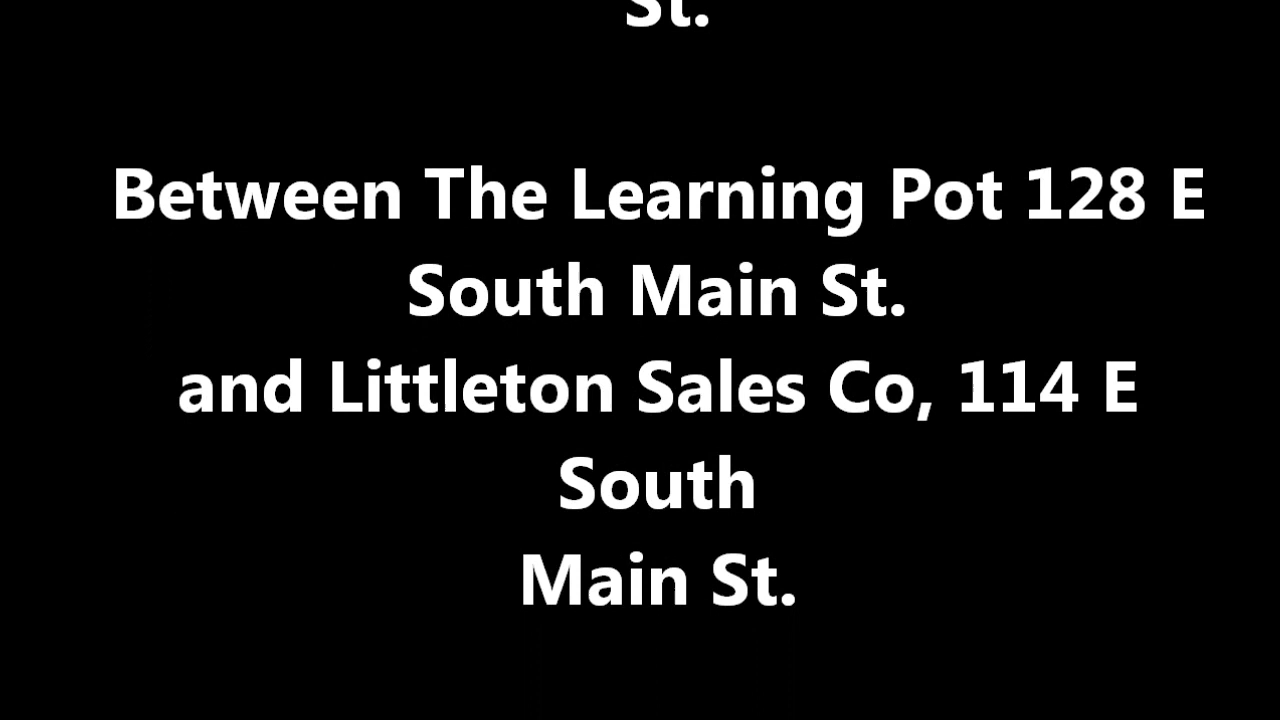 St.
Between The Learning Pot 128 E
South Main St.
and Littleton Sales Co, 114 E
South
Main St.